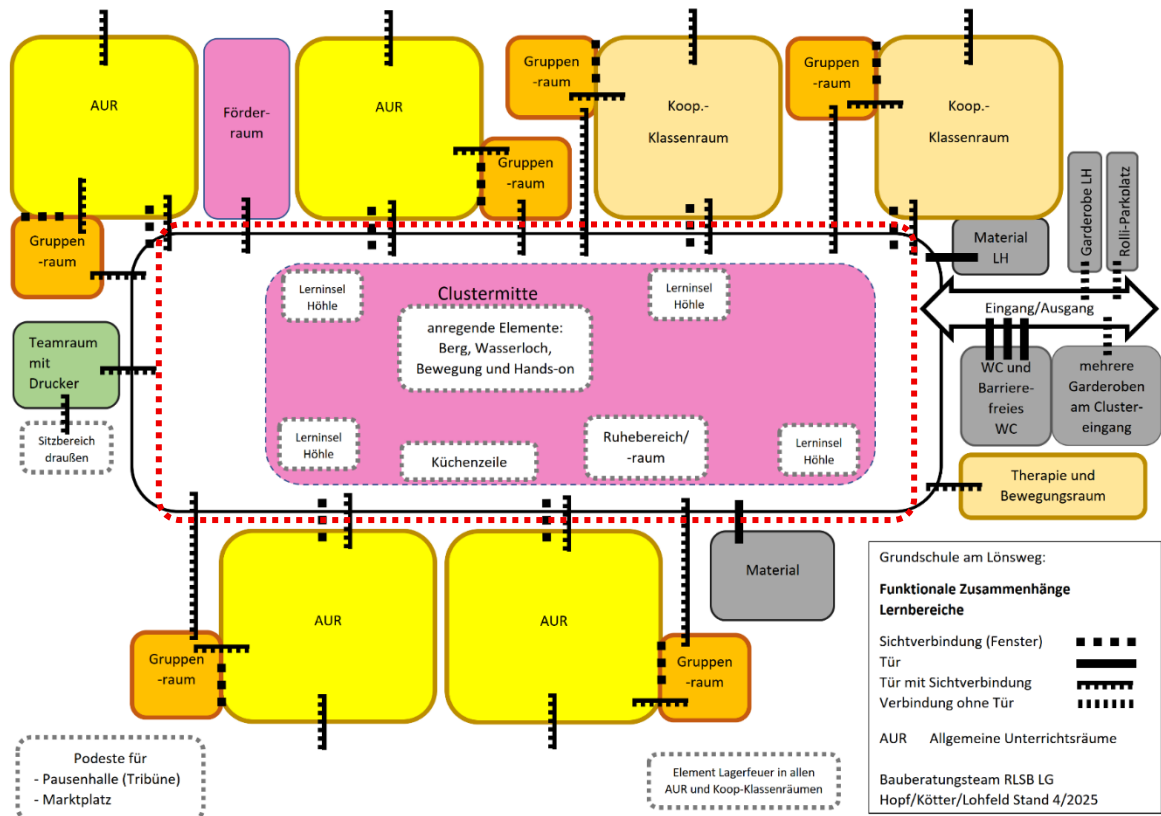 AUR
Förder-
raum
AUR
Gruppen
-raum
Koop.-
Klassenraum
Gruppen
-raum
Koop.-
Klassenraum
Gruppen
-raum
Gruppen
-raum
Garderobe LH
Rolli-Parkolatz
Material
LH
Eingang/Ausgang
Clustermitte
Lerninsel
Höhle
Lerninsel
Höhle
anregende Elemente:
Berg, Wasserloch,
Bewegung und Hands-on
Teamraum
mit
Drucker
Sitzbereich
draußen
WC und
Barriere-
freies
WC
mehrere
Garderoben
am Cluster-
eingang
Lerninsel
Höhle
Küchenzeile
Ruhebereich/
-raum
Lerninsel
Höhle
Therapie und
Bewegungsraum
AUR
AUR
Material
Gruppen
-raum
Gruppen
-raum
Podeste für
- Pausenhalle (Tribüne)
- Marktplatz
Element Lagerfeuer in allen
AUR und Koop-Klassenräumen
Grundschule am Lönsweg:
Funktionale Zusammenhänge
Lernbereiche
Sichtverbindung (Fenster)
Tür
Tür mit Sichtverbindung
Verbindung ohne Tür
AUR Allgemeine Unterrichtsräume
Bauberatungsteam RLSB LG
Hopf/Kötter/Lohfeld Stand 4/2025